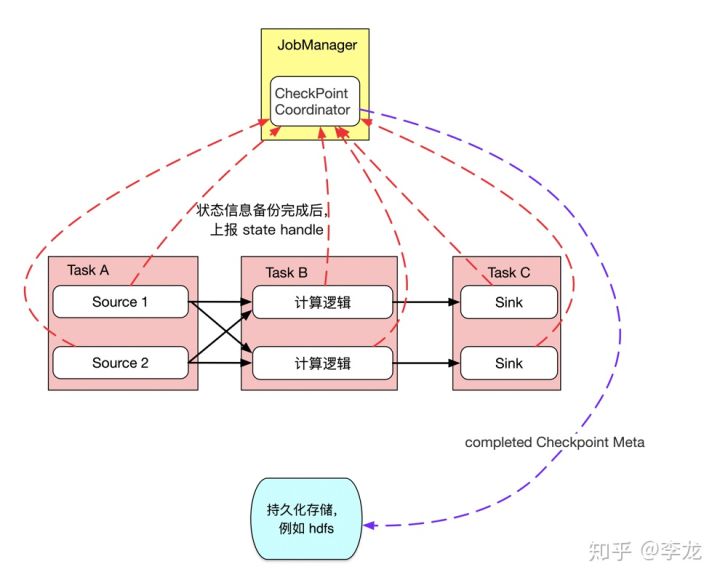 JobManager
CheckPoint
Coordinator
状态信息备份完成后,
上报 state handle
Task A
Task B
Task C
Source 1
计算逻辑
Sink
Source 2
计算逻辑
Sink
completed Checkpoint Meta
持久化存储,
例如 hdfs
知乎 @李龙